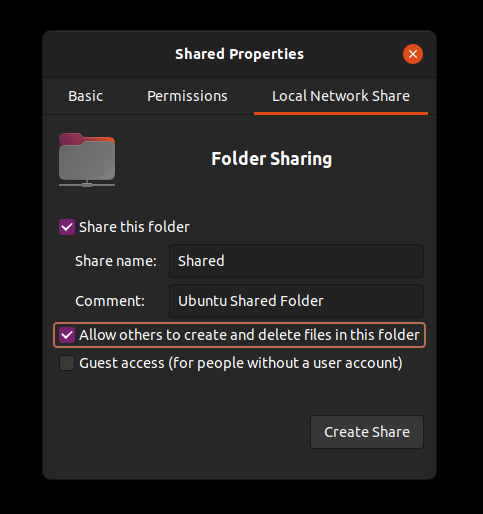 Shared Properties
Basic Permissions Local Network Share
Folder Sharing
Share this folder
Share name: Shared
Comment: Ubuntu Shared Folder
Allow others to create and delete files in this folder
Guest access (for people without a user account)
Create Share